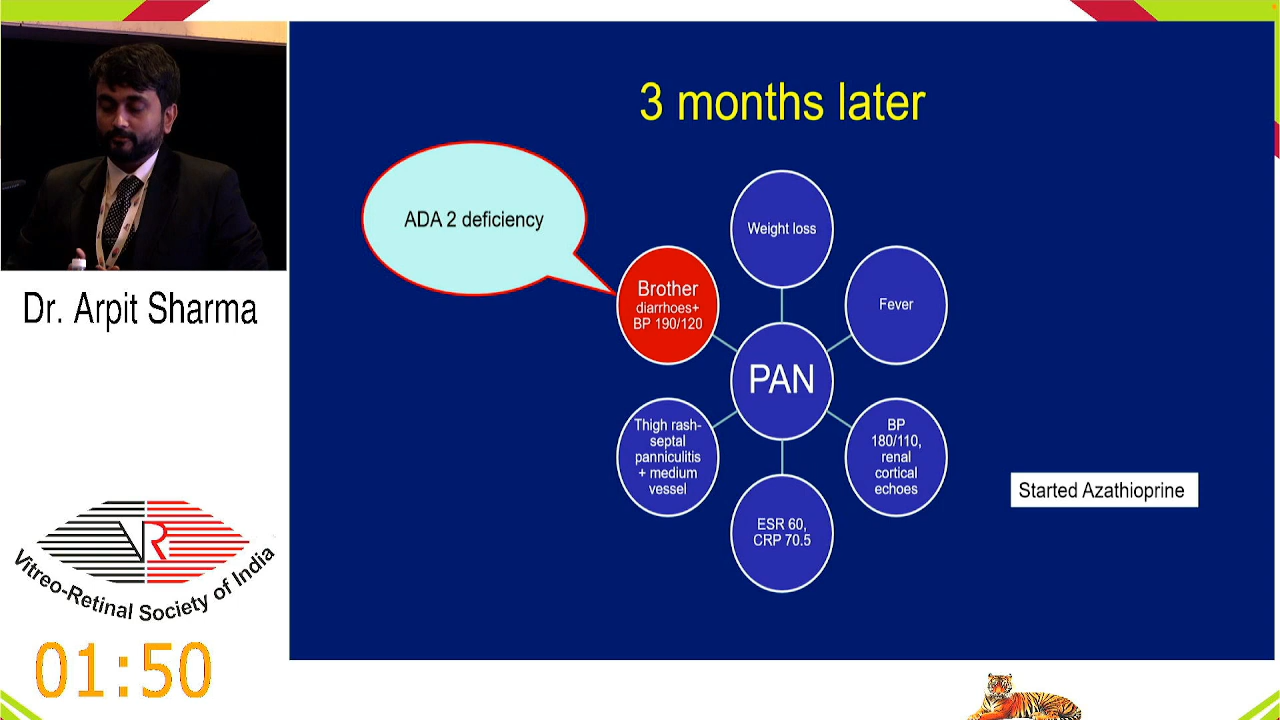 3 months later
ADA 2 deficiency
Weight loss
Brother
diarrhoes+
BP 190/120
Fever
PAN
Thigh rash-
septal
panniculitis
+ medium
vessel
BP
180/110,
renal
cortical
echoes
ESR 60,
CRP 70.5
Started Azathioprine
Dr. Arpit Sharma
VR
Vitreo-Retinal Society of India
01:50